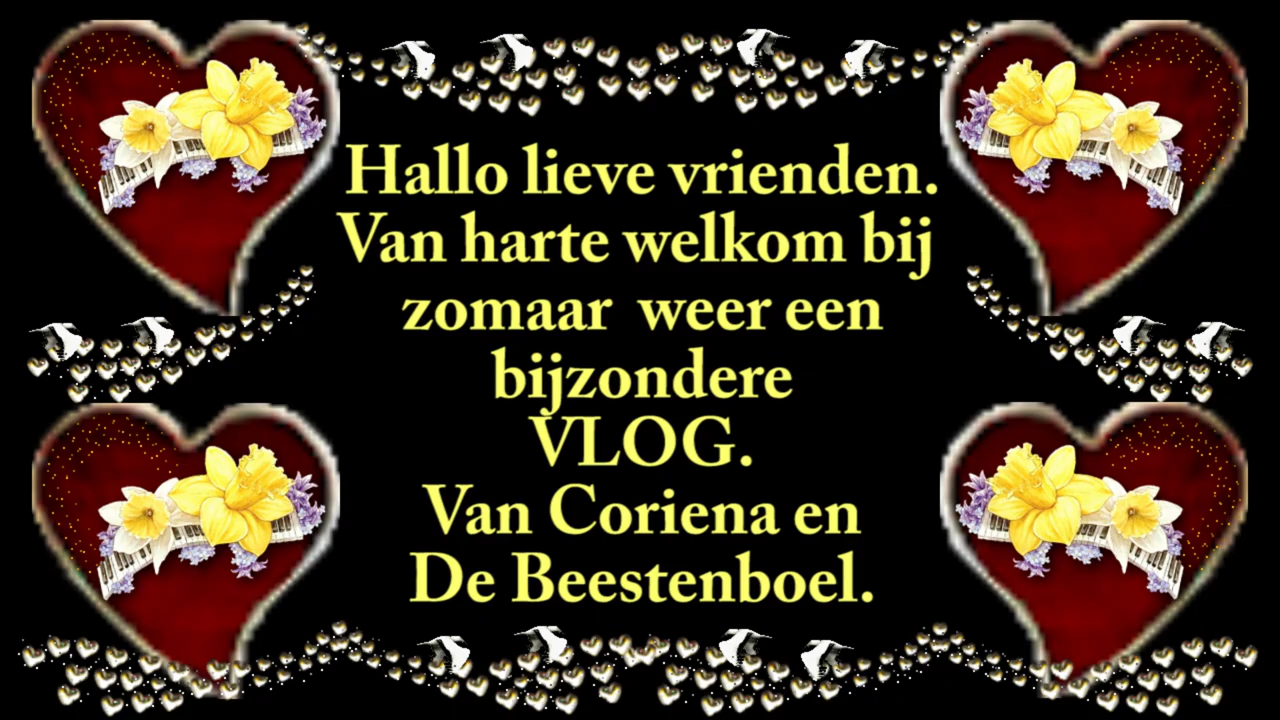 Hallo lieve vrienden.
Van harte welkom bij
zomaar  weer een
bijzondere
VLOG.
Van Coriena en
De Beestenboel.